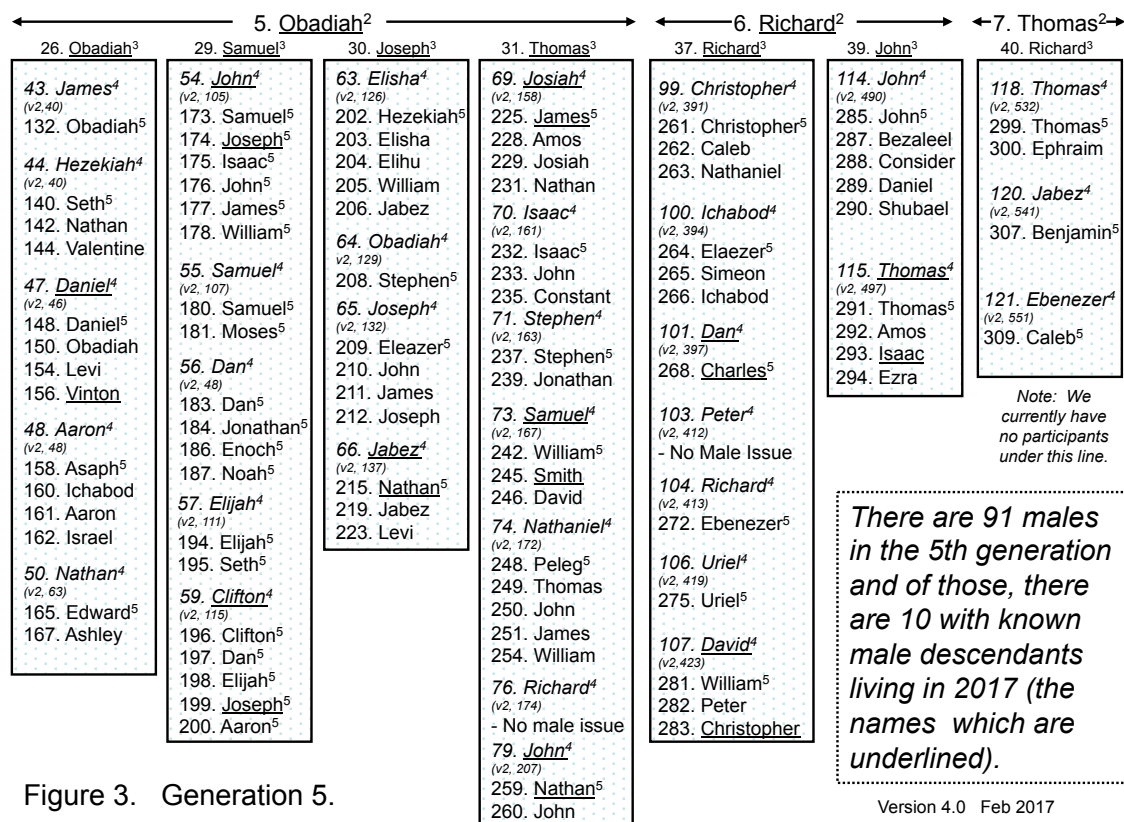 5. Obadiah²
26. Obadiah³
43. James⁴
(v2,40)
132. Obadiah⁵
44. Hezekiah⁴
(v2, 40)
140. Seth⁵
142. Nathan
144. Valentine
47. Daniel⁴
(v2, 46)
148. Daniel⁵
150. Obadiah
154. Levi
156. Vinton
48. Aaron⁴
(v2, 48)
158. Asaph⁵
160. Ichabod
161. Aaron
162. Israel
50. Nathan⁴
(v2, 63)
165. Edward⁵
167. Ashley
29. Samuel³
54. John⁴
(v2, 105)
173. Samuel⁵
174. Joseph⁵
175. Isaac⁵
176. John⁵
177. James⁵
178. William⁵
55. Samuel⁴
(v2, 107)
180. Samuel⁵
181. Moses⁵
56. Dan⁴
(v2, 48)
183. Dan⁵
184. Jonathan⁵
186. Enoch⁵
187. Noah⁵
57. Elijah⁴
(v2, 111)
194. Elijah⁵
195. Seth⁵
59. Clifton⁴
(v2, 115)
196. Clifton⁵
197. Dan⁵
198. Elijah⁵
199. Joseph⁵
200. Aaron⁵
30. Joseph³
63. Elisha⁴
(v2, 126)
202. Hezekiah⁵
203. Elisha
204. Elihu
205. William
206. Jabez
64. Obadiah⁴
(v2, 129)
208. Stephen⁵
65. Joseph⁴
(v2, 132)
209. Eleazer⁵
210. John
211. James
212. Joseph
66. Jabez⁴
(v2, 137)
215. Nathan⁵
219. Jabez
223. Levi
31. Thomas³
69. Josiah⁴
(v2, 158)
225. James⁵
228. Amos
229. Josiah
231. Nathan
70. Isaac⁴
(v2, 161)
232. Isaac⁵
233. John
235. Constant
71. Stephen⁴
(v2, 163)
237. Stephen⁵
239. Jonathan
73. Samuel⁴
(v2, 167)
242. William⁵
245. Smith
246. David
74. Nathaniel⁴
(v2, 172)
248. Peleg⁵
249. Thomas
250. John
251. James
254. William
76. Richard⁴
(v2, 174)
- No male issue
79. John⁴
(v2, 207)
259. Nathan⁵
260. John
6. Richard²
37. Richard³
99. Christopher⁴
(v2, 391)
261. Christopher⁵
262. Caleb
263. Nathaniel
100. Ichabod⁴
(v2, 394)
264. Elaezer⁵
265. Simeon
266. Ichabod
101. Dan⁴
(v2, 397)
268. Charles⁵
103. Peter⁴
(v2, 412)
- No Male Issue
104. Richard⁴
(v2, 413)
272. Ebenezer⁵
106. Uriel⁴
(v2, 419)
275. Uriel⁵
107. David⁴
(v2,423)
281. William⁵
282. Peter
283. Christopher
39. John³
114. John⁴
(v2, 490)
285. John⁵
287. Bezaleel
288. Consider
289. Daniel
290. Shubael
115. Thomas⁴
(v2, 497)
291. Thomas⁵
292. Amos
293. Isaac
294. Ezra
7. Thomas²
40. Richard³
118. Thomas⁴
(v2, 532)
299. Thomas⁵
300. Ephraim
120. Jabez⁴
(v2, 541)
307. Benjamin⁵
121. Ebenezer⁴
(v2, 551)
309. Caleb⁵
Note: We
currently have
no participants
under this line.
There are 91 males
in the 5th generation
and of those, there
are 10 with known
male descendants
living in 2017 (the
names which are
underlined).
Figure 3. Generation 5.
Version 4.0 Feb 2017